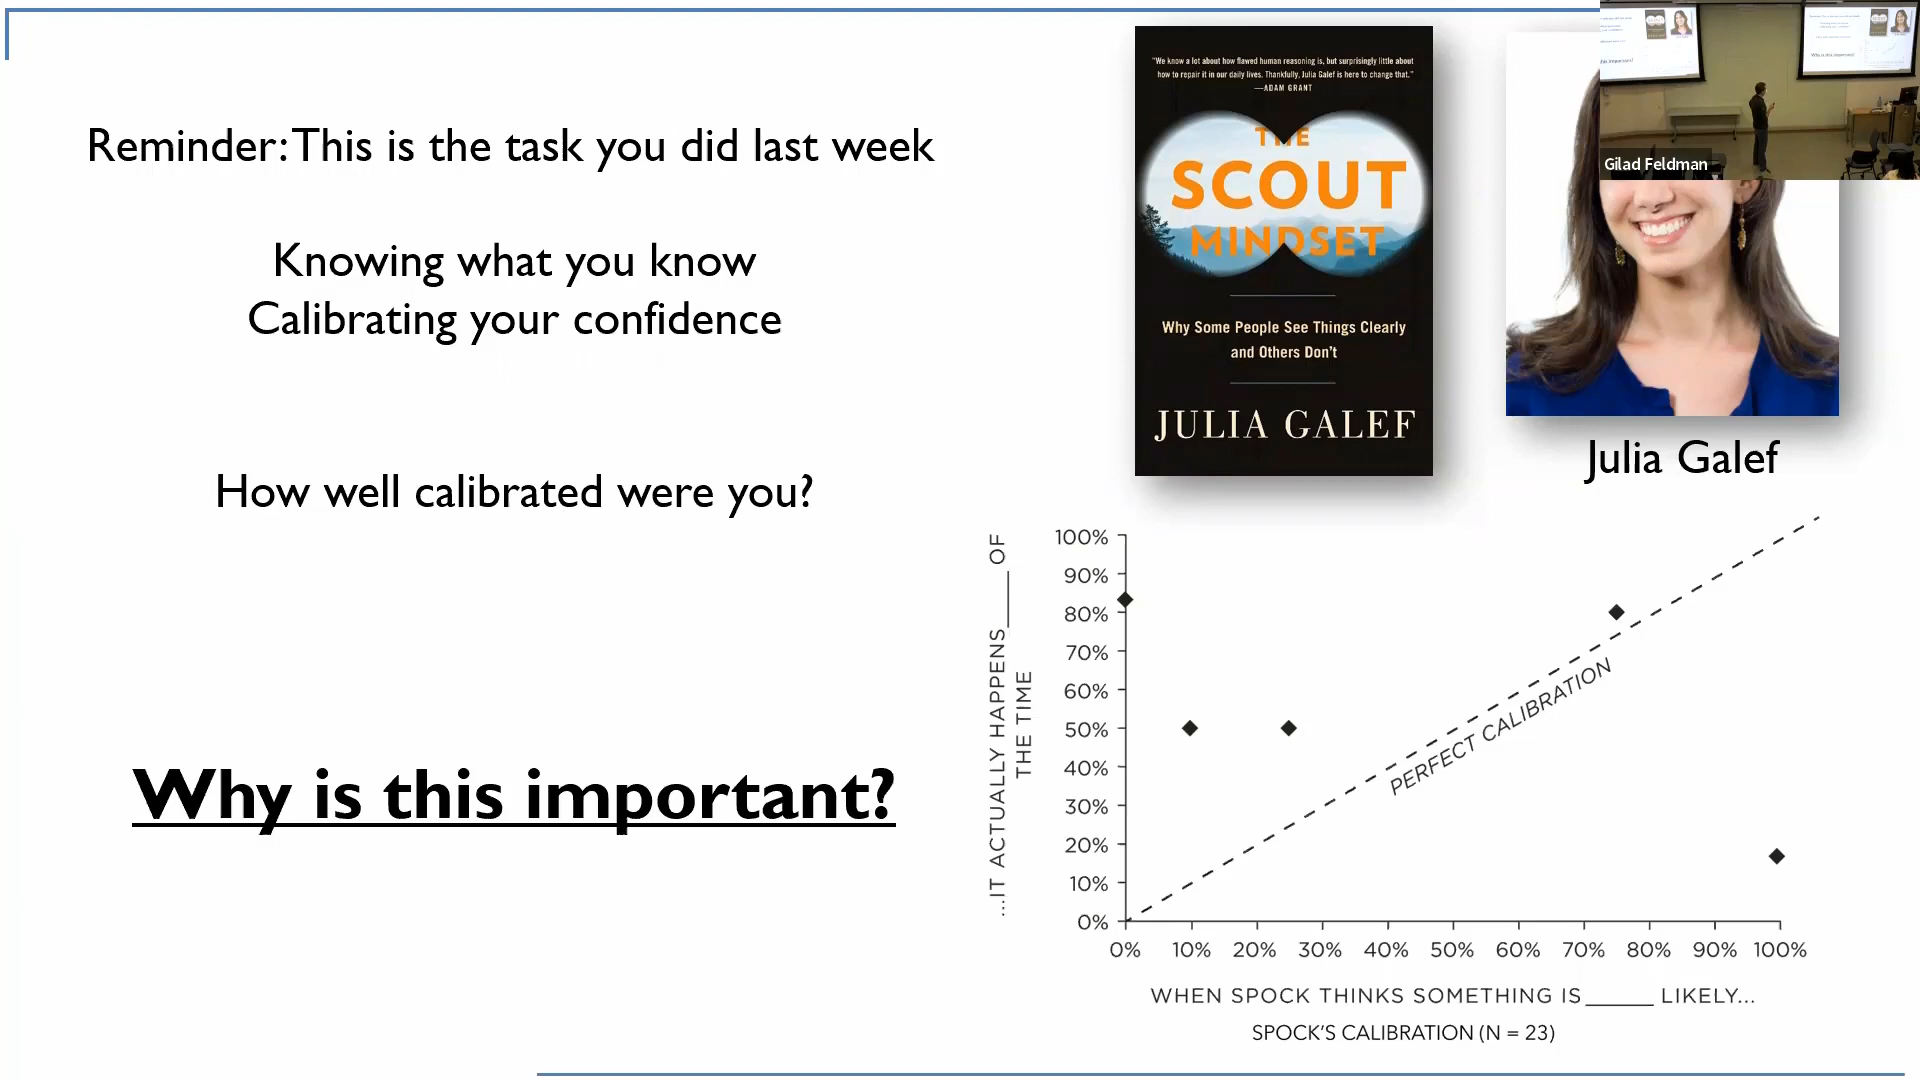 Reminder: This is the task you did last week
Knowing what you know
Calibrating your confidence
How well calibrated were you?
Why is this important?
"We know a lot about how flawed human reasoning is, but surprisingly little about
how to repair it in our daily lives. Thankfully, Julia Galef is here to change that."
—ADAM GRANT
THE
SCOUT
MINDSET
Why Some People See Things Clearly
and Others Don't
JULIA GALEF
Gilad Feldman
Julia Galef
...IT ACTUALLY HAPPENS_____ OF
THE TIME
100%
90%
80%
70%
60%
50%
40%
30%
20%
10%
0%
PERFECT CALIBRATION
0% 10% 20% 30% 40% 50% 60% 70% 80% 90% 100%
WHEN SPOCK THINKS SOMETHING IS_____ LIKELY...
SPOCK'S CALIBRATION (N = 23)